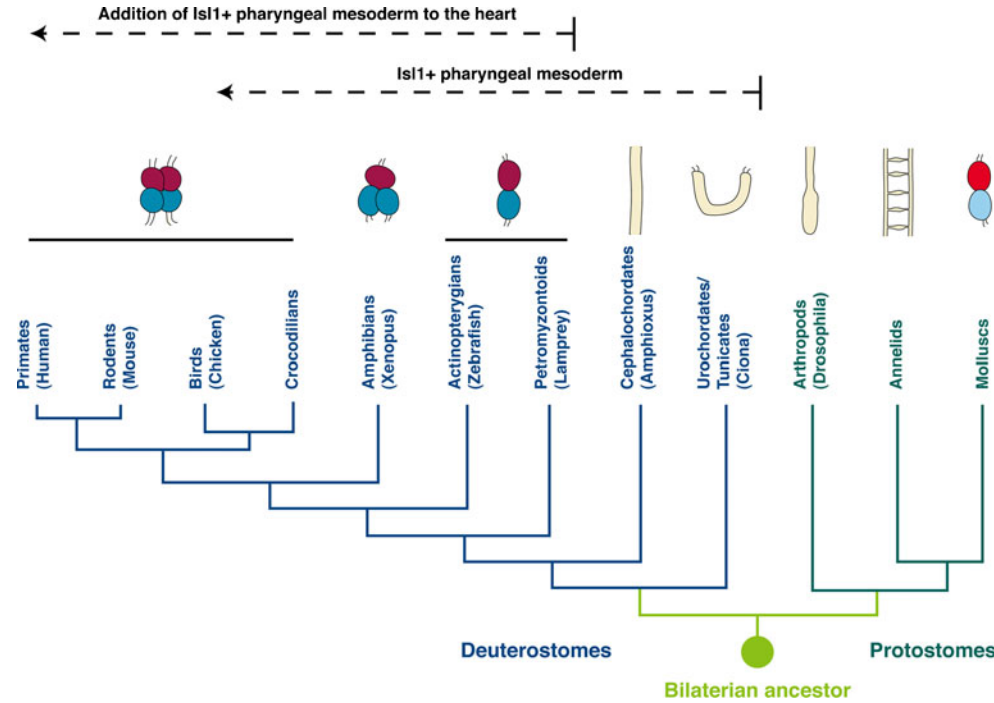 Addition of Isl1+ pharyngeal mesoderm to the heart
Isl1+ pharyngeal mesoderm
Primates
(Human)
Rodents
(Mouse)
Birds
(Chicken)
Crocodilians
Amphibians
(Xenopus)
Actinopterygians
(Zebrafish)
Petromyzontoids
(Lamprey)
Cephalochordates
(Amphioxus)
Urochordates/
Tunicates
(Ciona)
Arthropods
(Drosophila)
Annelids
Molluscs
Deuterostomes
Protostomes
Bilaterian ancestor